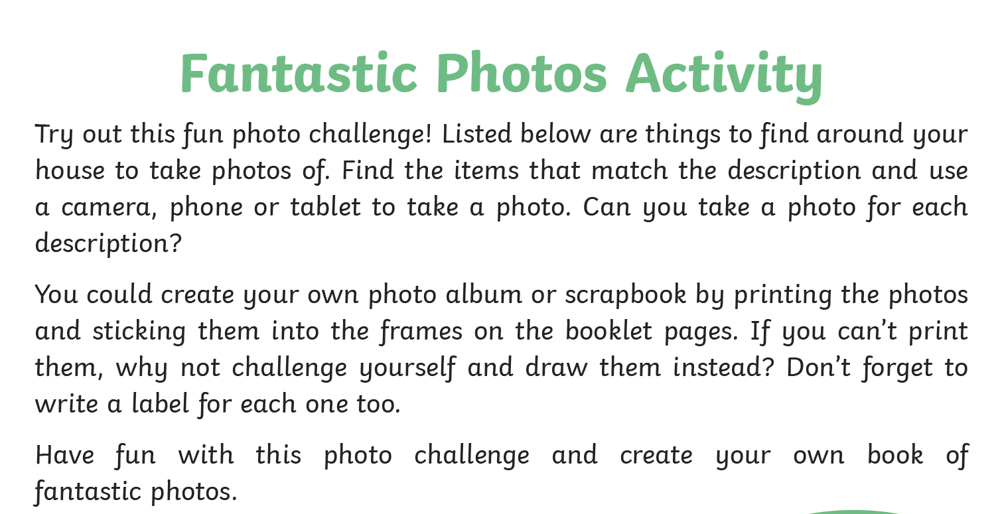 Fantastic Photos Activity
Try out this fun photo challenge! Listed below are things to find around your
house to take photos of. Find the items that match the description and use
a camera, phone or tablet to take a photo. Can you take a photo for each
description?
You could create your own photo album or scrapbook by printing the photos
and sticking them into the frames on the booklet pages. If you can’t print
them, why not challenge yourself and draw them instead? Don’t forget to
write a label for each one too.
Have fun with this photo challenge and create your own book of
fantastic photos.